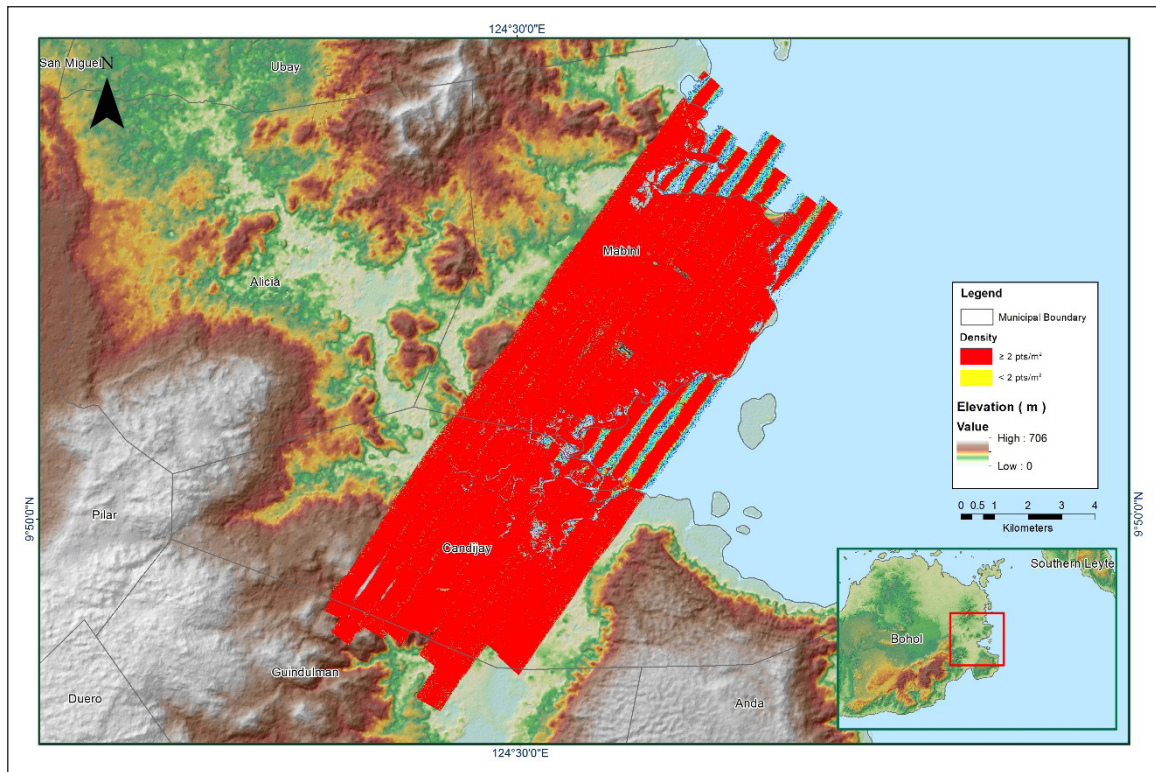 124°30'0"E
San Miguel
N
Ubay
Mabini
Alicia
Legend
Municipal Boundary
Density
≥ 2 pts/m²
< 2 pts/m²
Elevation ( m )
Value
High : 706
Low : 0
0 0.5 1 2 3 4
Kilometers
Pilar
9°50'0"N
9°50'0"N
Candijay
Southern Leyte
Bohol
Guindulman
Duero
Anda
124°30'0"E